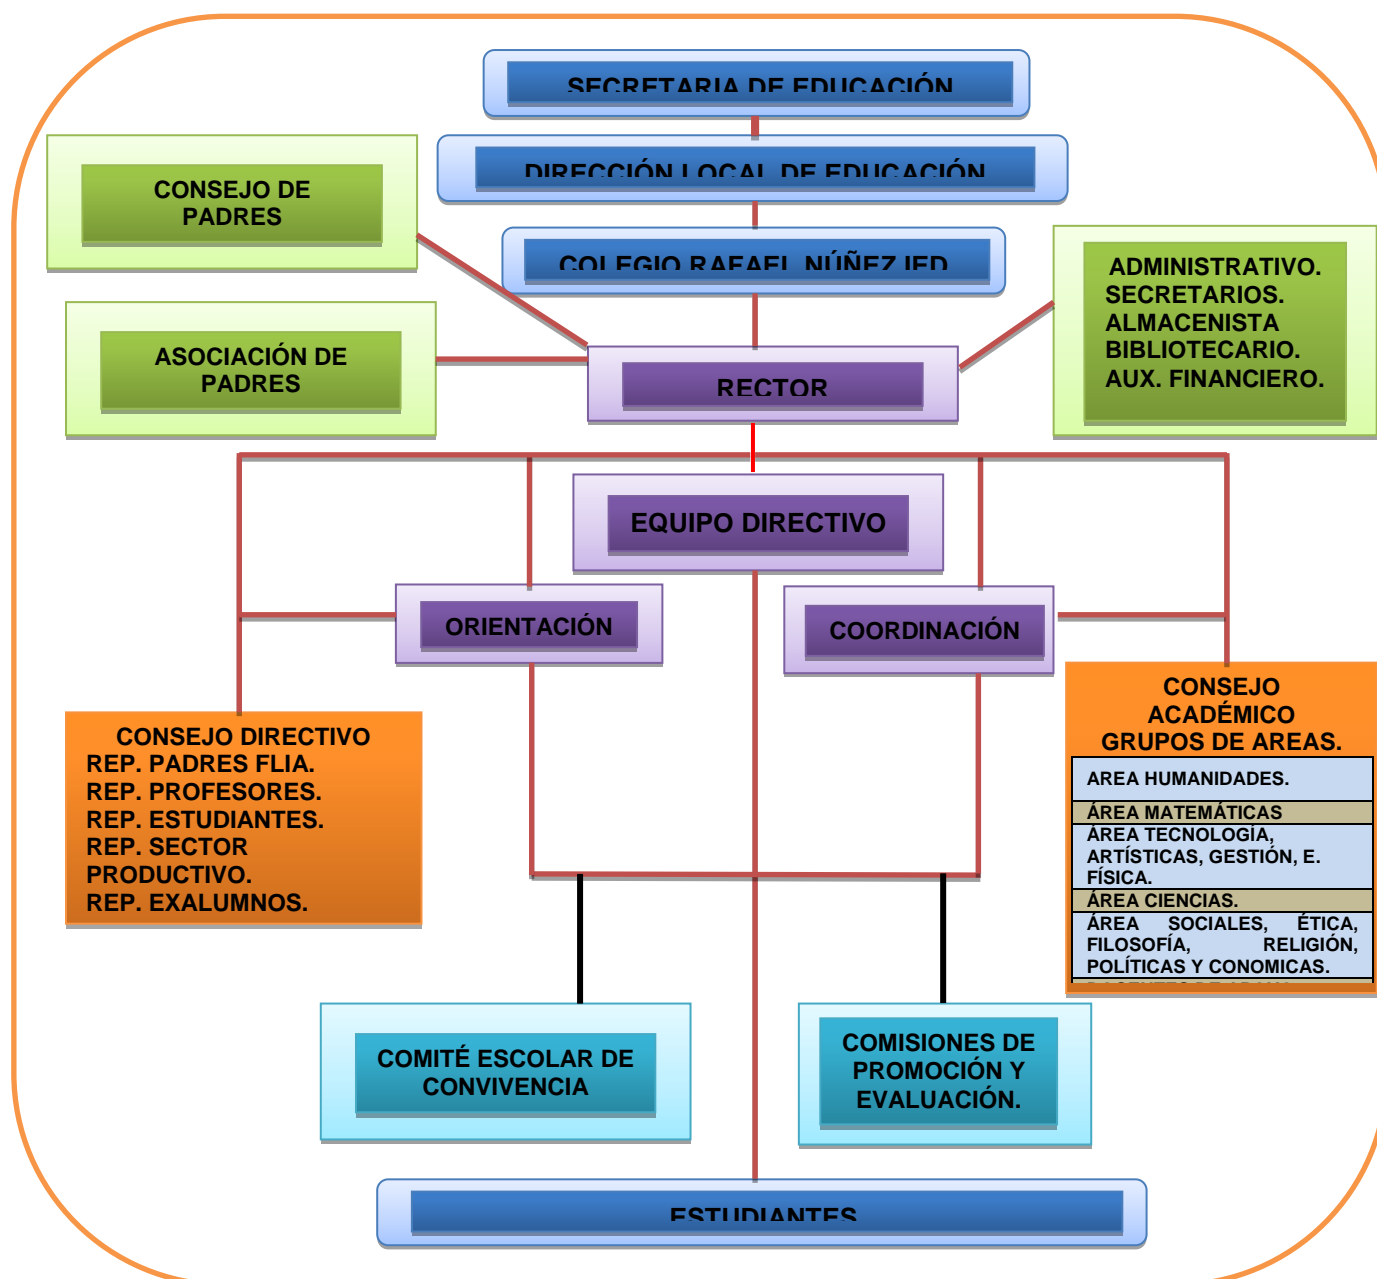 SECRETARIA DE EDUCACIÓN
DIRECCIÓN LOCAL DE EDUCACIÓN
CONSEJO DE
PADRES
COLEGIO RAFAEL NÚÑEZ IED
ADMINISTRATIVO.
SECRETARIOS.
ALMACENISTA
BIBLIOTECARIO.
AUX. FINANCIERO.
ASOCIACIÓN DE
PADRES
RECTOR
EQUIPO DIRECTIVO
ORIENTACIÓN
COORDINACIÓN
CONSEJO DIRECTIVO
REP. PADRES FLIA.
REP. PROFESORES.
REP. ESTUDIANTES.
REP. SECTOR
PRODUCTIVO.
REP. EXALUMNOS.
CONSEJO
ACADÉMICO
GRUPOS DE AREAS.
AREA HUMANIDADES.
ÁREA MATEMÁTICAS
ÁREA TECNOLOGÍA,
ARTÍSTICAS, GESTIÓN, E.
FÍSICA.
ÁREA CIENCIAS.
ÁREA SOCIALES, ÉTICA,
FILOSOFÍA, RELIGIÓN,
POLÍTICAS Y CONOMICAS.
COMITÉ ESCOLAR DE
CONVIVENCIA
COMISIONES DE
PROMOCIÓN Y
EVALUACIÓN.
ESTUDIANTES